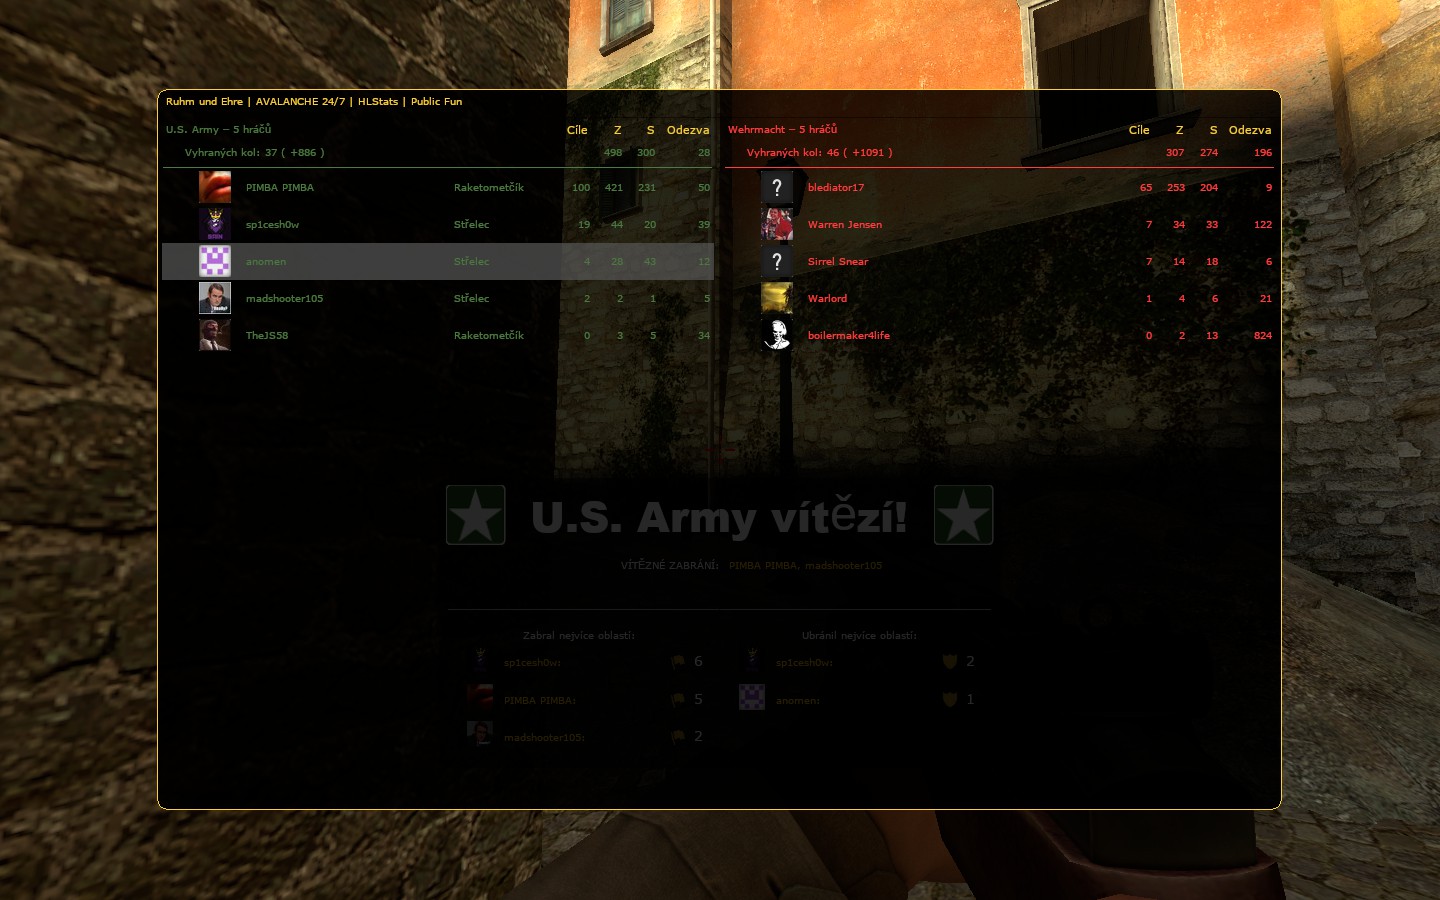 Ruhm und Ehre | AVALANCHE 24/7 | HLStats | Public Fun
U.S. Army – 5 hráčů Cíle Z S Odezva
Vyhraných kol: 37 ( +886 ) 498 300 28
PIMBA PIMBA Raketometčík 100 421 231 50
sp1cesh0w Střelec 19 44 20 39
anomen Střelec 4 28 43 12
madshooter105 Střelec 2 2 1 5
TheJS58 Raketometčík 0 3 5 34
Wehrmacht – 5 hráčů Cíle Z S Odezva
Vyhraných kol: 46 ( +1091 ) 307 274 196
blediator17 65 253 204 9
Warren Jensen 7 34 33 122
Sirrel Snear 7 14 18 6
Warlord 1 4 6 21
boilermaker4life 0 2 13 824
U.S. Army vítězí!
VÍTĚZNÉ ZABRÁNÍ: PIMBA PIMBA, madshooter105
Zabral nejvíce oblastí:
sp1cesh0w: 6
PIMBA PIMBA: 5
madshooter105: 2
Ubránil nejvíce oblastí:
sp1cesh0w: 2
anomen: 1